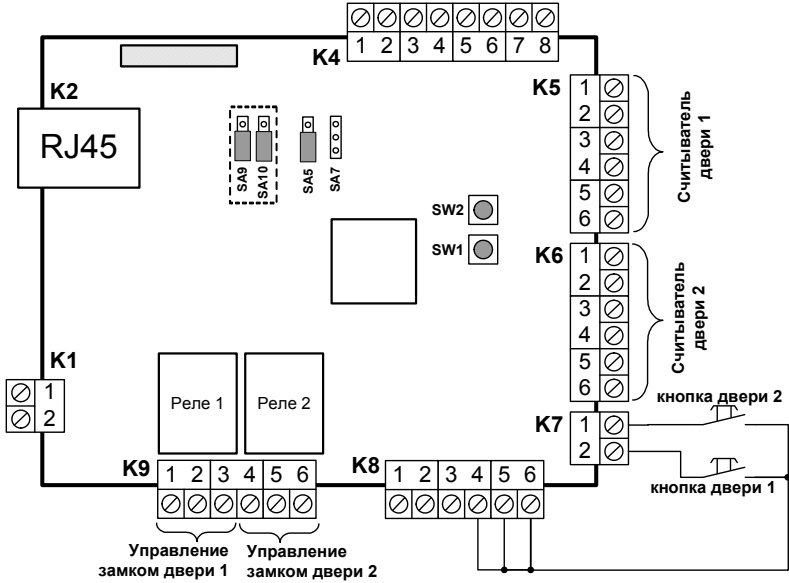 1 2 3 4 5 6 7 8
K4
K2
RJ45
SA9
SA10
SA5
SA7
SW2
SW1
K5
1
2
3
4
5
6
Считыватель
двери 1
K6
1
2
3
4
5
6
Считыватель
двери 2
K1
1
2
Реле 1
Реле 2
K7
1
2
кнопка двери 2
кнопка двери 1
K9
1 2 3 4 5 6
K8
1 2 3 4 5 6
Управление
замком двери 1
Управление
замком двери 2